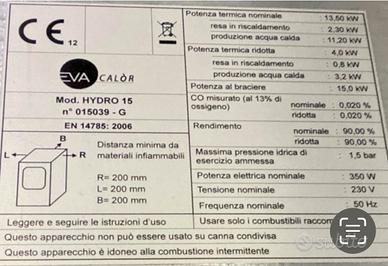 CE 12
EVA CALÒR
Mod. HYDRO 15
n° 015039 - G
EN 14785: 2006
Distanza minima da
materiali infiammabili
L R
B
R= 200 mm
L= 200 mm
B= 200 mm
Potenza termica nominale : 13,50 kW
resa in riscaldamento : 2,30 kW
produzione acqua calda : 11,20 kW
Potenza termica ridotta : 4,0 kW
resa in riscaldamento : 0,8 kW
produzione acqua calda : 3,2 kW
Potenza al braciere : 15,0 kW
CO misurato (al 13% di
ossigeno) nominale : 0,020 %
ridotta : 0,020 %
Rendimento nominale : 90,00 %
ridotta : 90,00 %
Massima pressione idrica di
esercizio ammessa : 1,5 bar
Potenza elettrica nominale : 350 W
Tensione nominale : 230 V
Frequenza nominale : 50 Hz
Leggere e seguire le istruzioni d'uso
Usare solo i combustibili
Questo apparecchio non può essere usato su canna condivisa
Questo apparecchio è idoneo alla combustione intermittente